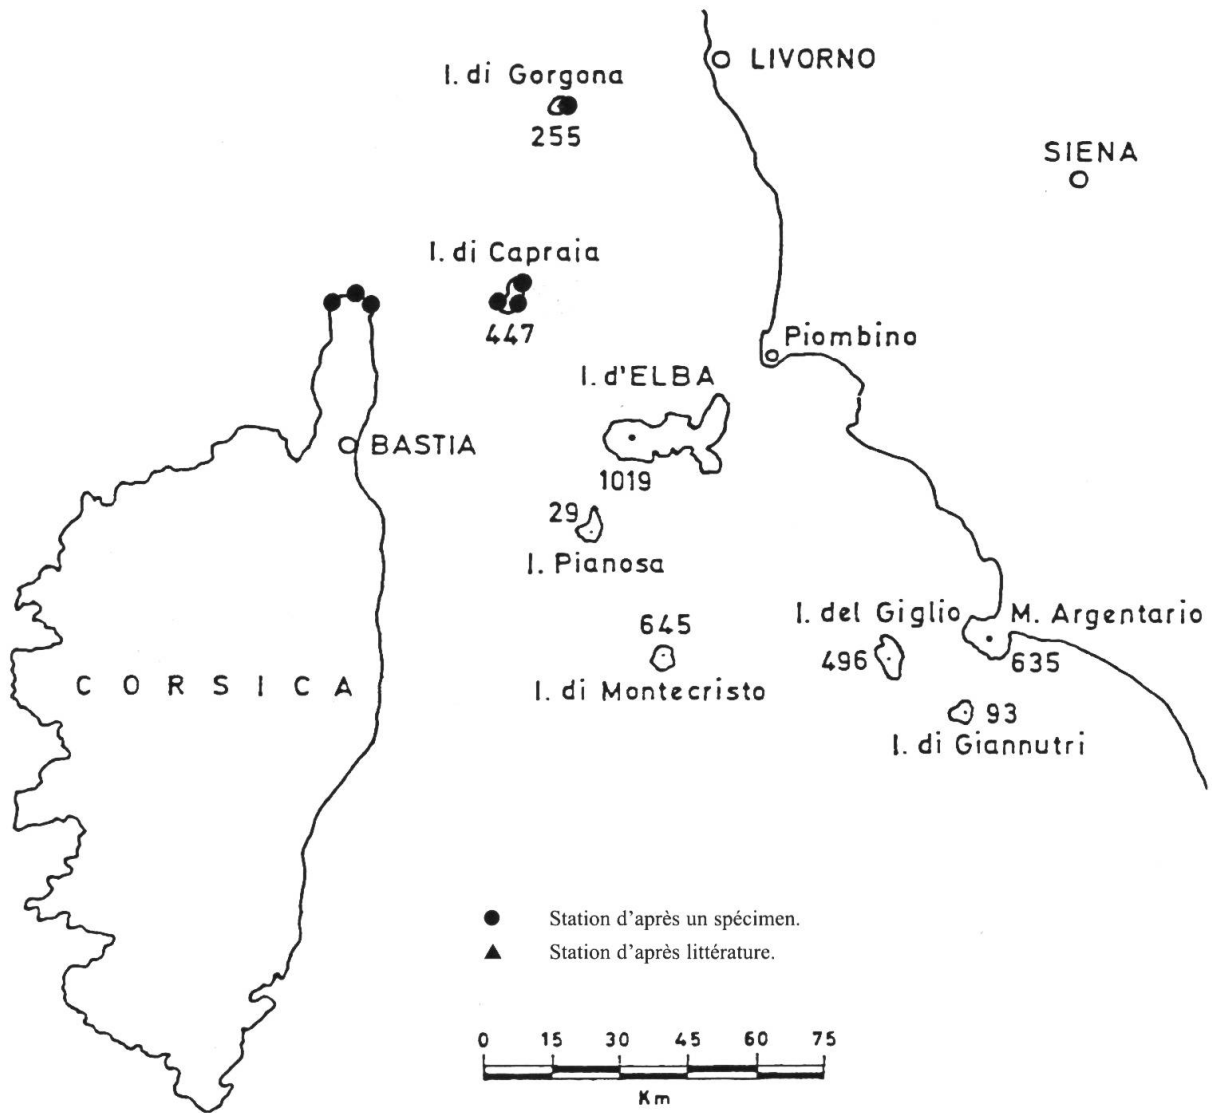 LIVORNO
I. di Gorgona
255
SIENA
I. di Capraia
447
Piombino
I. d'ELBA
BASTIA
1019
29
I. Pianosa
645
I. di Montecristo
I. del Giglio
496
M. Argentario
635
CORSICA
93
I. di Giannutri
Station d'après un spécimen.
Station d'après littérature.
0 15 30 45 60 75
Km